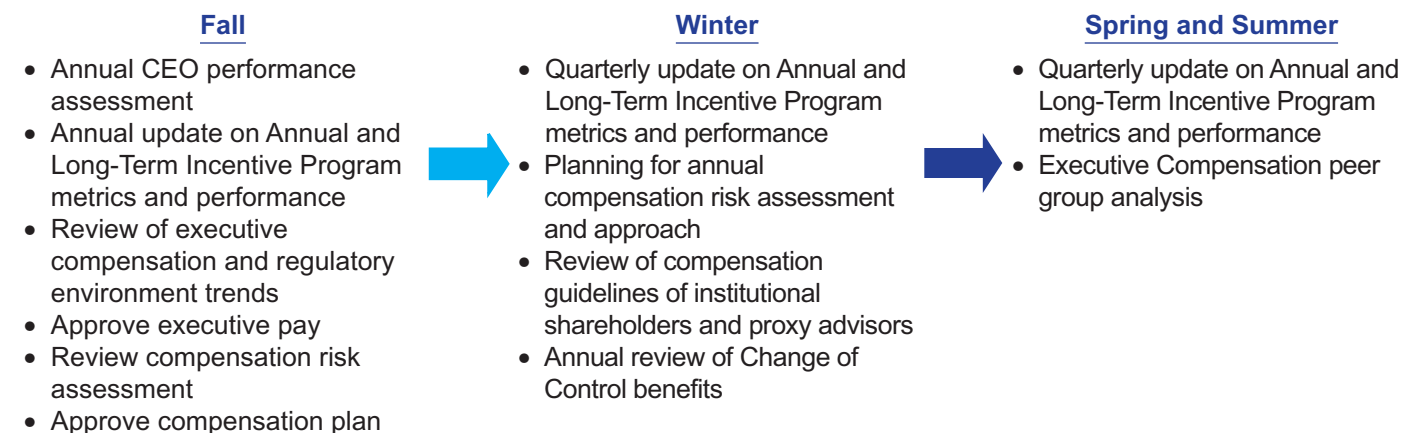 Fall
• Annual CEO performance
assessment
• Annual update on Annual and
Long-Term Incentive Program
metrics and performance
• Review of executive
compensation and regulatory
environment trends
• Approve executive pay
• Review compensation risk
assessment
• Approve compensation plan
Winter
• Quarterly update on Annual and
Long-Term Incentive Program
metrics and performance
• Planning for annual
compensation risk assessment
and approach
• Review of compensation
guidelines of institutional
shareholders and proxy advisors
• Annual review of Change of
Control benefits
Spring and Summer
• Quarterly update on Annual and
Long-Term Incentive Program
metrics and performance
• Executive Compensation peer
group analysis